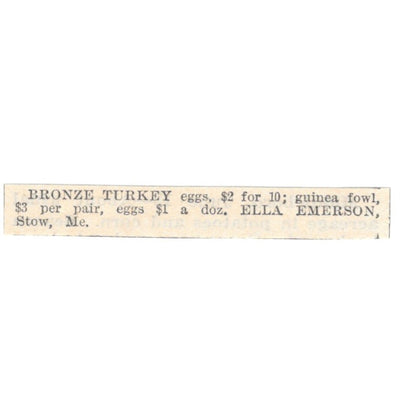 BRONZE TURKEY eggs, $2 for 10; guinea fowl,
$3 per pair, eggs $1 a doz. ELLA EMERSON,
Stow, Me.